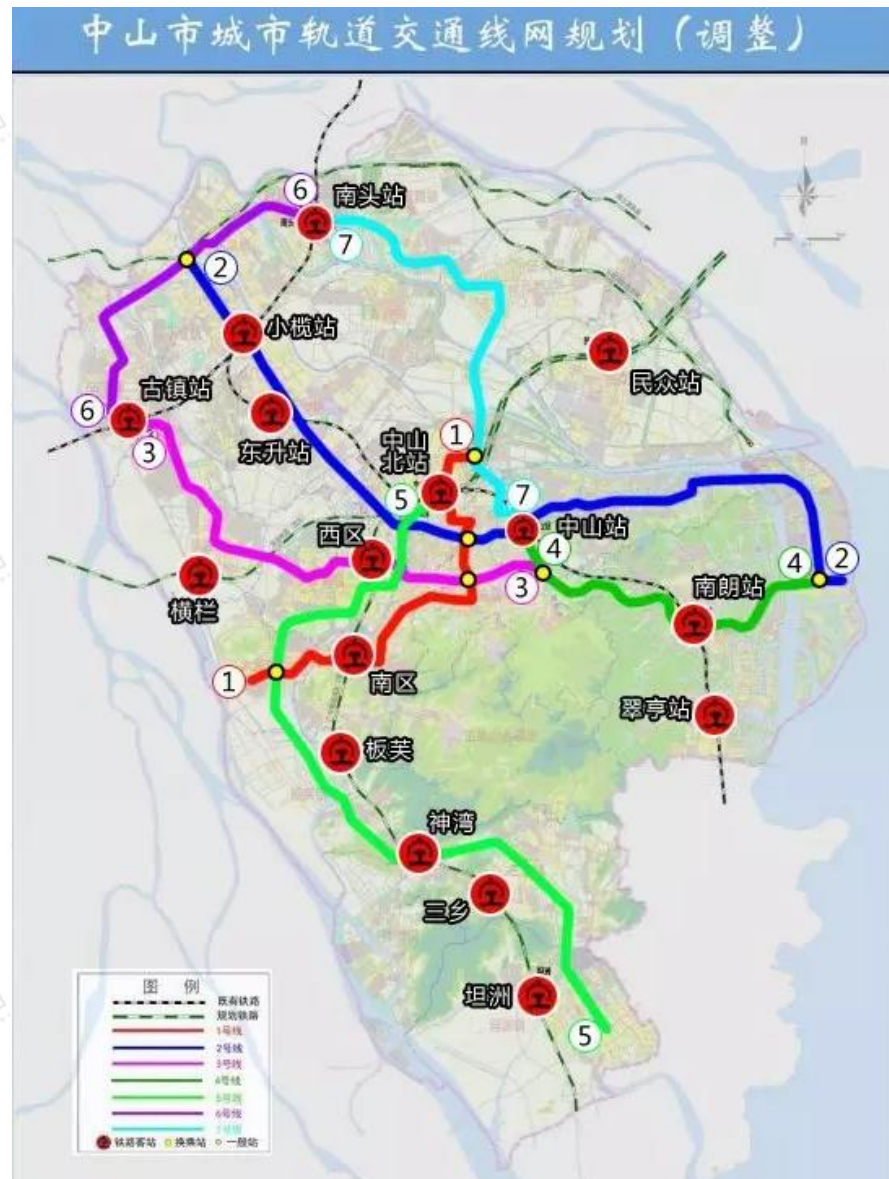 中山市城市轨道交通线网规划（调整）
6
南头站
7
2
小榄站
民众站
古镇站
6
3
东升站
中山
北站
1
5
7
中山站
西区
4
3
4
2
南朗站
横栏
1
南区
翠亨站
板芙
神湾
三乡
坦洲
5
图 例
既有铁路
规划铁路
1号线
2号线
3号线
4号线
5号线
6号线
7号线
铁路客站 换乘站 一般站